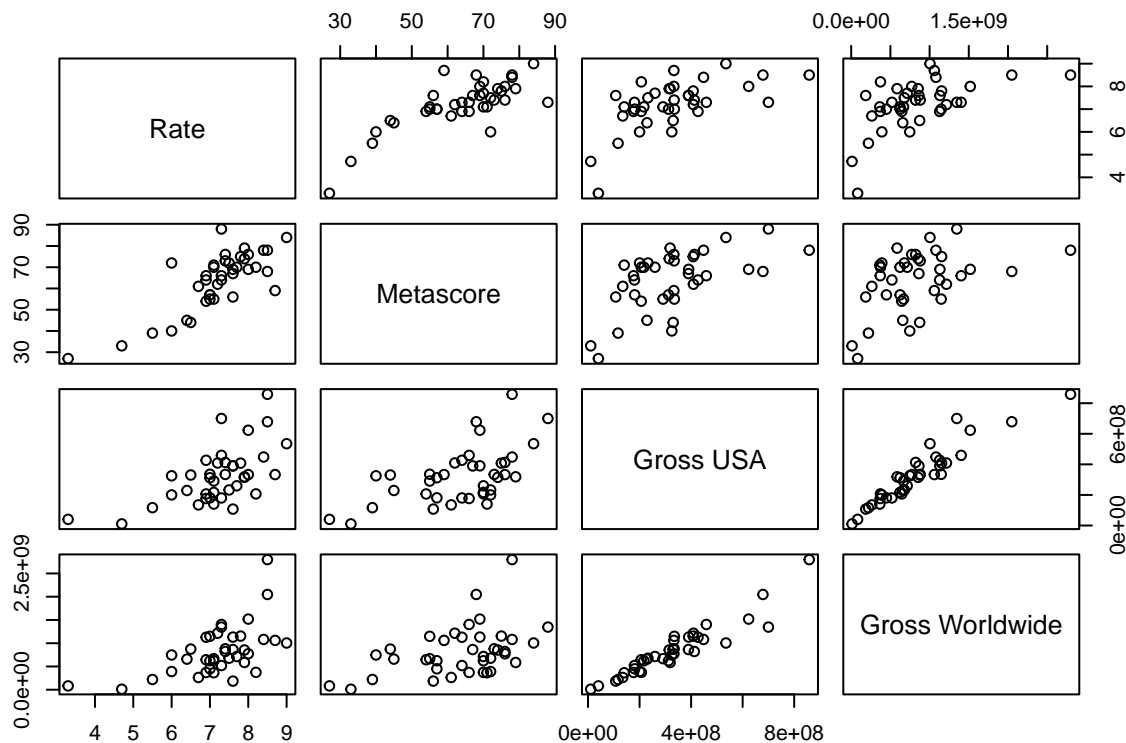 30 50 70 90 0.0e+00 1.5e+09
Rate
4 6 8
Metascore
30 50 70 90
Gross USA
0e+00 6e+08
Gross Worldwide
0.0e+00 2.5e+09
4 5 6 7 8 9 0e+00 4e+08 8e+08